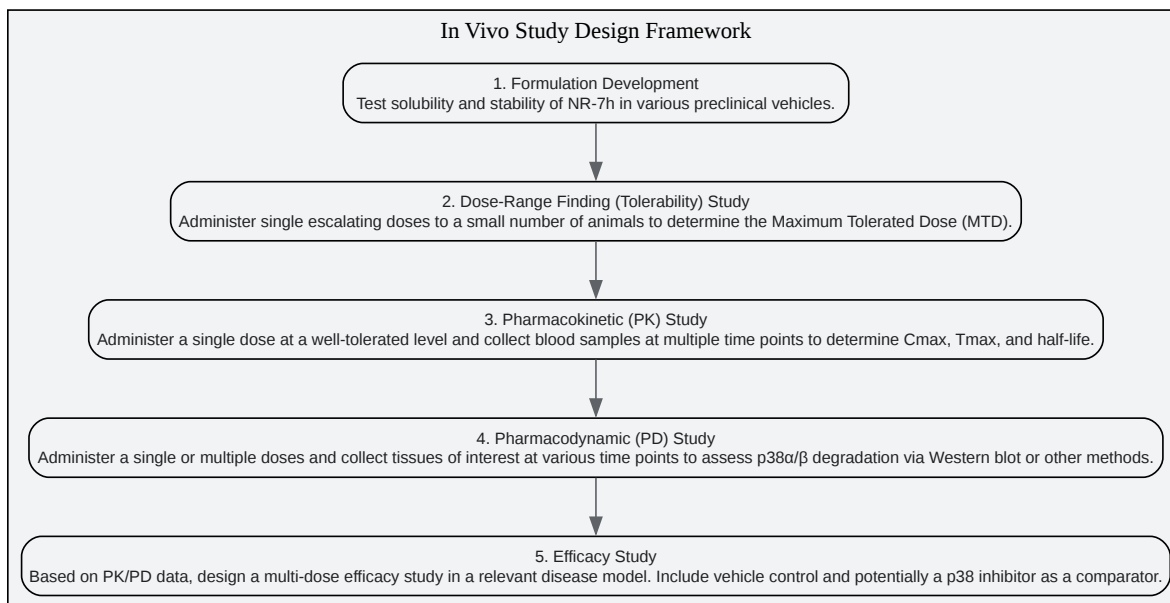 In Vivo Study Design Framework
1. Formulation Development
Test solubility and stability of NR-7h in various preclinical vehicles.
2. Dose-Range Finding (Tolerability) Study
Administer single escalating doses to a small number of animals to determine the Maximum Tolerated Dose (MTD).
3. Pharmacokinetic (PK) Study
Administer a single dose at a well-tolerated level and collect blood samples at multiple time points to determine Cmax, Tmax, and half-life.
4. Pharmacodynamic (PD) Study
Administer a single or multiple doses and collect tissues of interest at various time points to assess p38α/β degradation via Western blot or other methods.
5. Efficacy Study
Based on PK/PD data, design a multi-dose efficacy study in a relevant disease model. Include vehicle control and potentially a p38 inhibitor as a comparator.